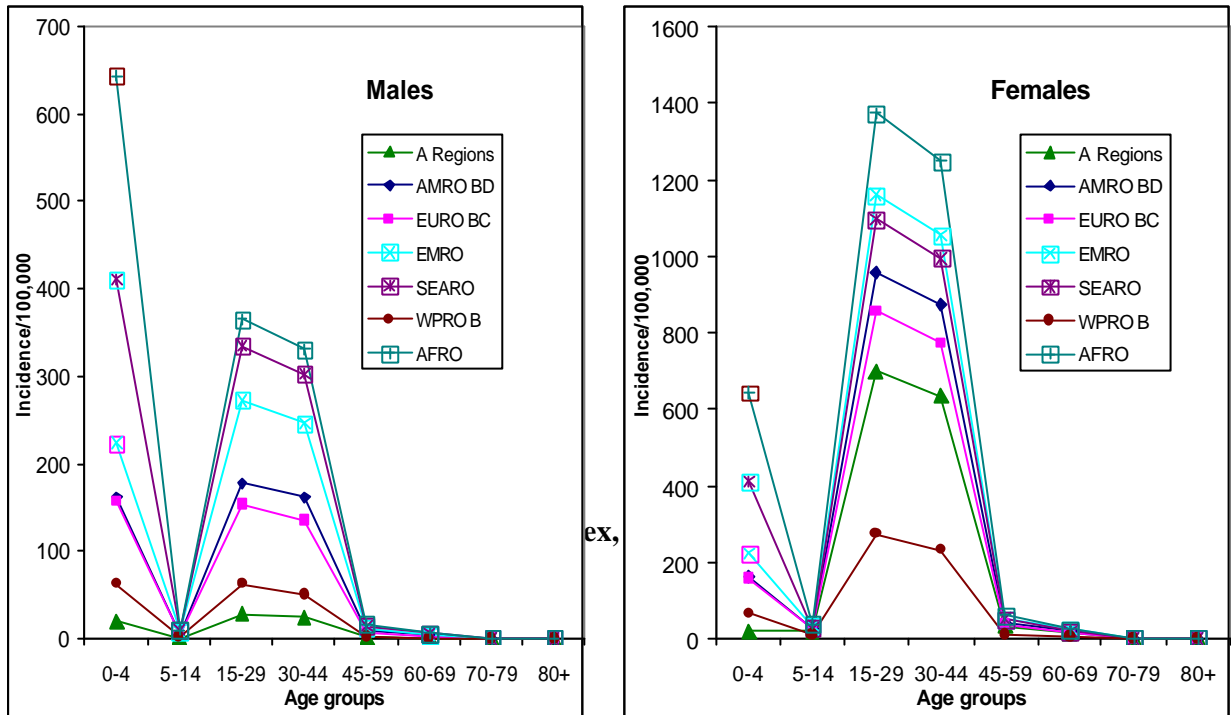 Males
Incidence/100,000
700
600
500
400
300
200
100
0
0-4 5-14 15-29 30-44 45-59 60-69 70-79 80+
Age groups
A Regions
AMRO BD
EURO BC
EMRO
SEARO
WPRO B
AFRO
ex,
Females
Incidence/100,000
1600
1400
1200
1000
800
600
400
200
0
0-4 5-14 15-29 30-44 45-59 60-69 70-79 80+
Age groups
A Regions
AMRO BD
EURO BC
EMRO
SEARO
WPRO B
AFRO